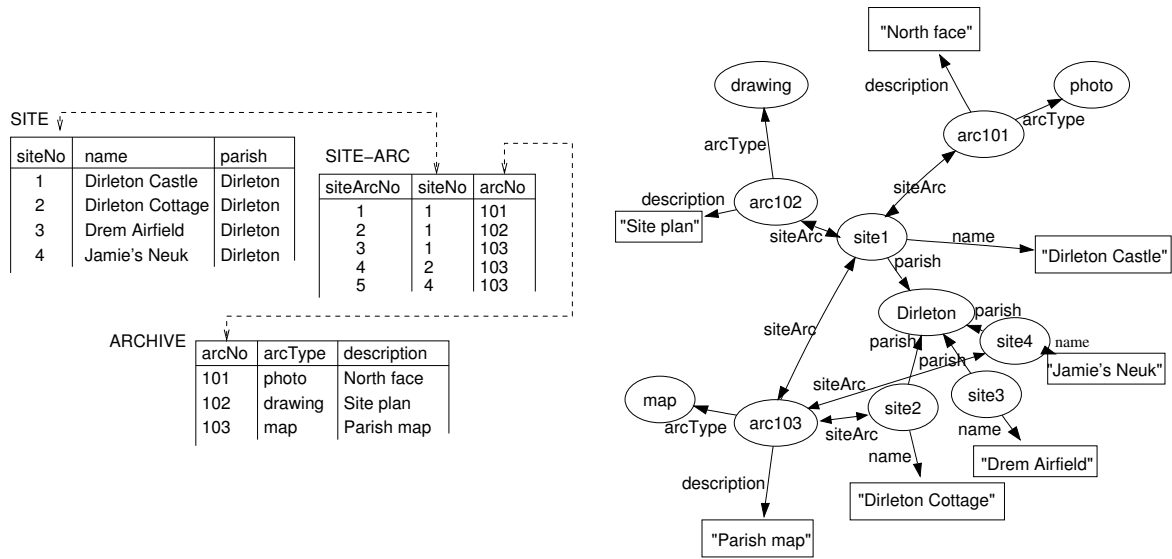 SITE
siteNo name parish
1 Dirleton Castle Dirleton
2 Dirleton Cottage Dirleton
3 Drem Airfield Dirleton
4 Jamie's Neuk Dirleton
SITE-ARC
siteArcNo siteNo arcNo
1 1 101
2 1 102
3 1 103
4 2 103
5 4 103
ARCHIVE
arcNo arcType description
101 photo North face
102 drawing Site plan
103 map Parish map
"North face"
drawing
description
photo
arcType
arc101
arcType
siteArc
description
arc102
"Site plan"
siteArc
site1
name
"Dirleton Castle"
parish
Dirleton
parish
siteArc
site4
name
parish
parish
"Jamie's Neuk"
siteArc
map
site3
site2
arcType
arc103
siteArc
name
name
"Drem Airfield"
description
"Dirleton Cottage"
"Parish map"